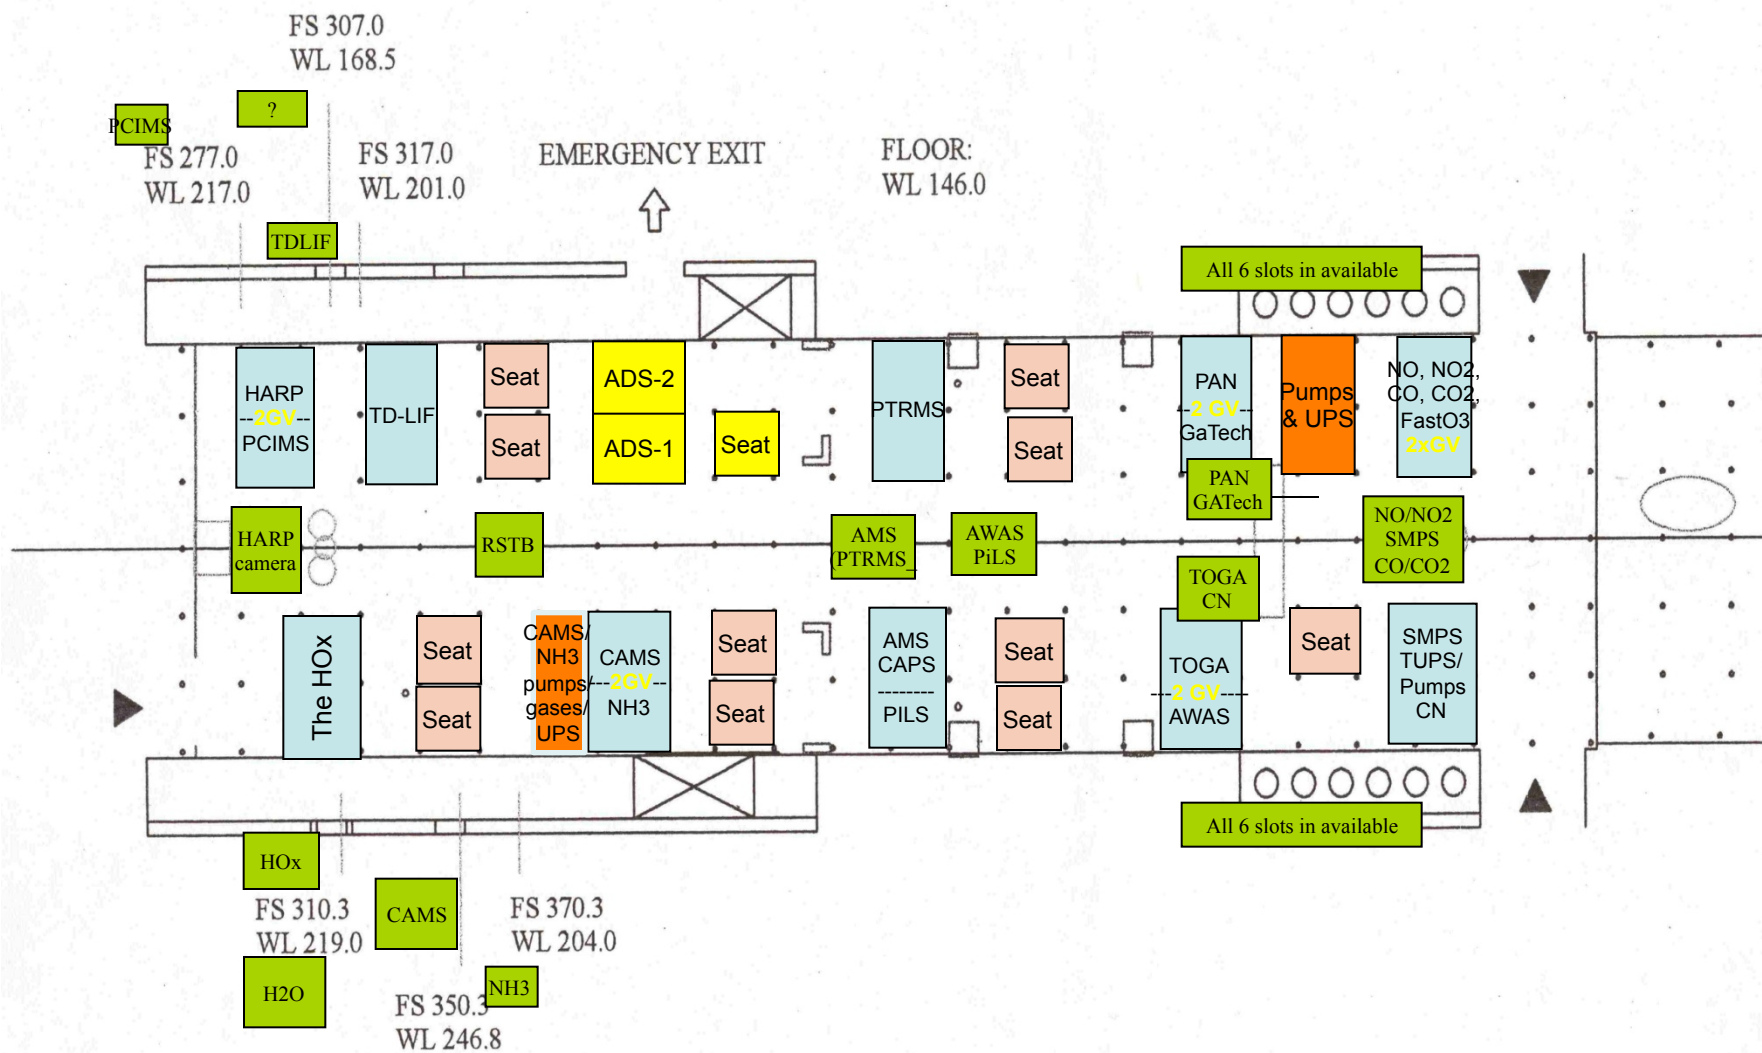 FS 307.0
WL 168.5
?
PCIMS
FS 277.0
WL 217.0
FS 317.0
WL 201.0
EMERGENCY EXIT
FLOOR:
WL 146.0
TDLIF
All 6 slots in available
HARP
--2GV--
PCIMS
TD-LIF
Seat
Seat
ADS-2
ADS-1
Seat
PTRMS
Seat
Seat
PAN
--2 GV--
GaTech
Pumps
& UPS
NO, NO2,
CO, CO2,
FastO3
2xGV
PAN
GATech
HARP
camera
RSTB
AMS
(PTRMS_
AWAS
PiLS
NO/NO2
SMPS
CO/CO2
TOGA
CN
The HOx
Seat
Seat
CAMS/
NH3
pumps/
gases/
UPS
CAMS
---2GV--
NH3
Seat
Seat
AMS
CAPS
--------
PILS
Seat
Seat
TOGA
---2 GV----
AWAS
Seat
SMPS
TUPS/
Pumps
CN
All 6 slots in available
HOx
FS 310.3
WL 219.0
CAMS
FS 370.3
WL 204.0
H2O
NH3
FS 350.3
WL 246.8